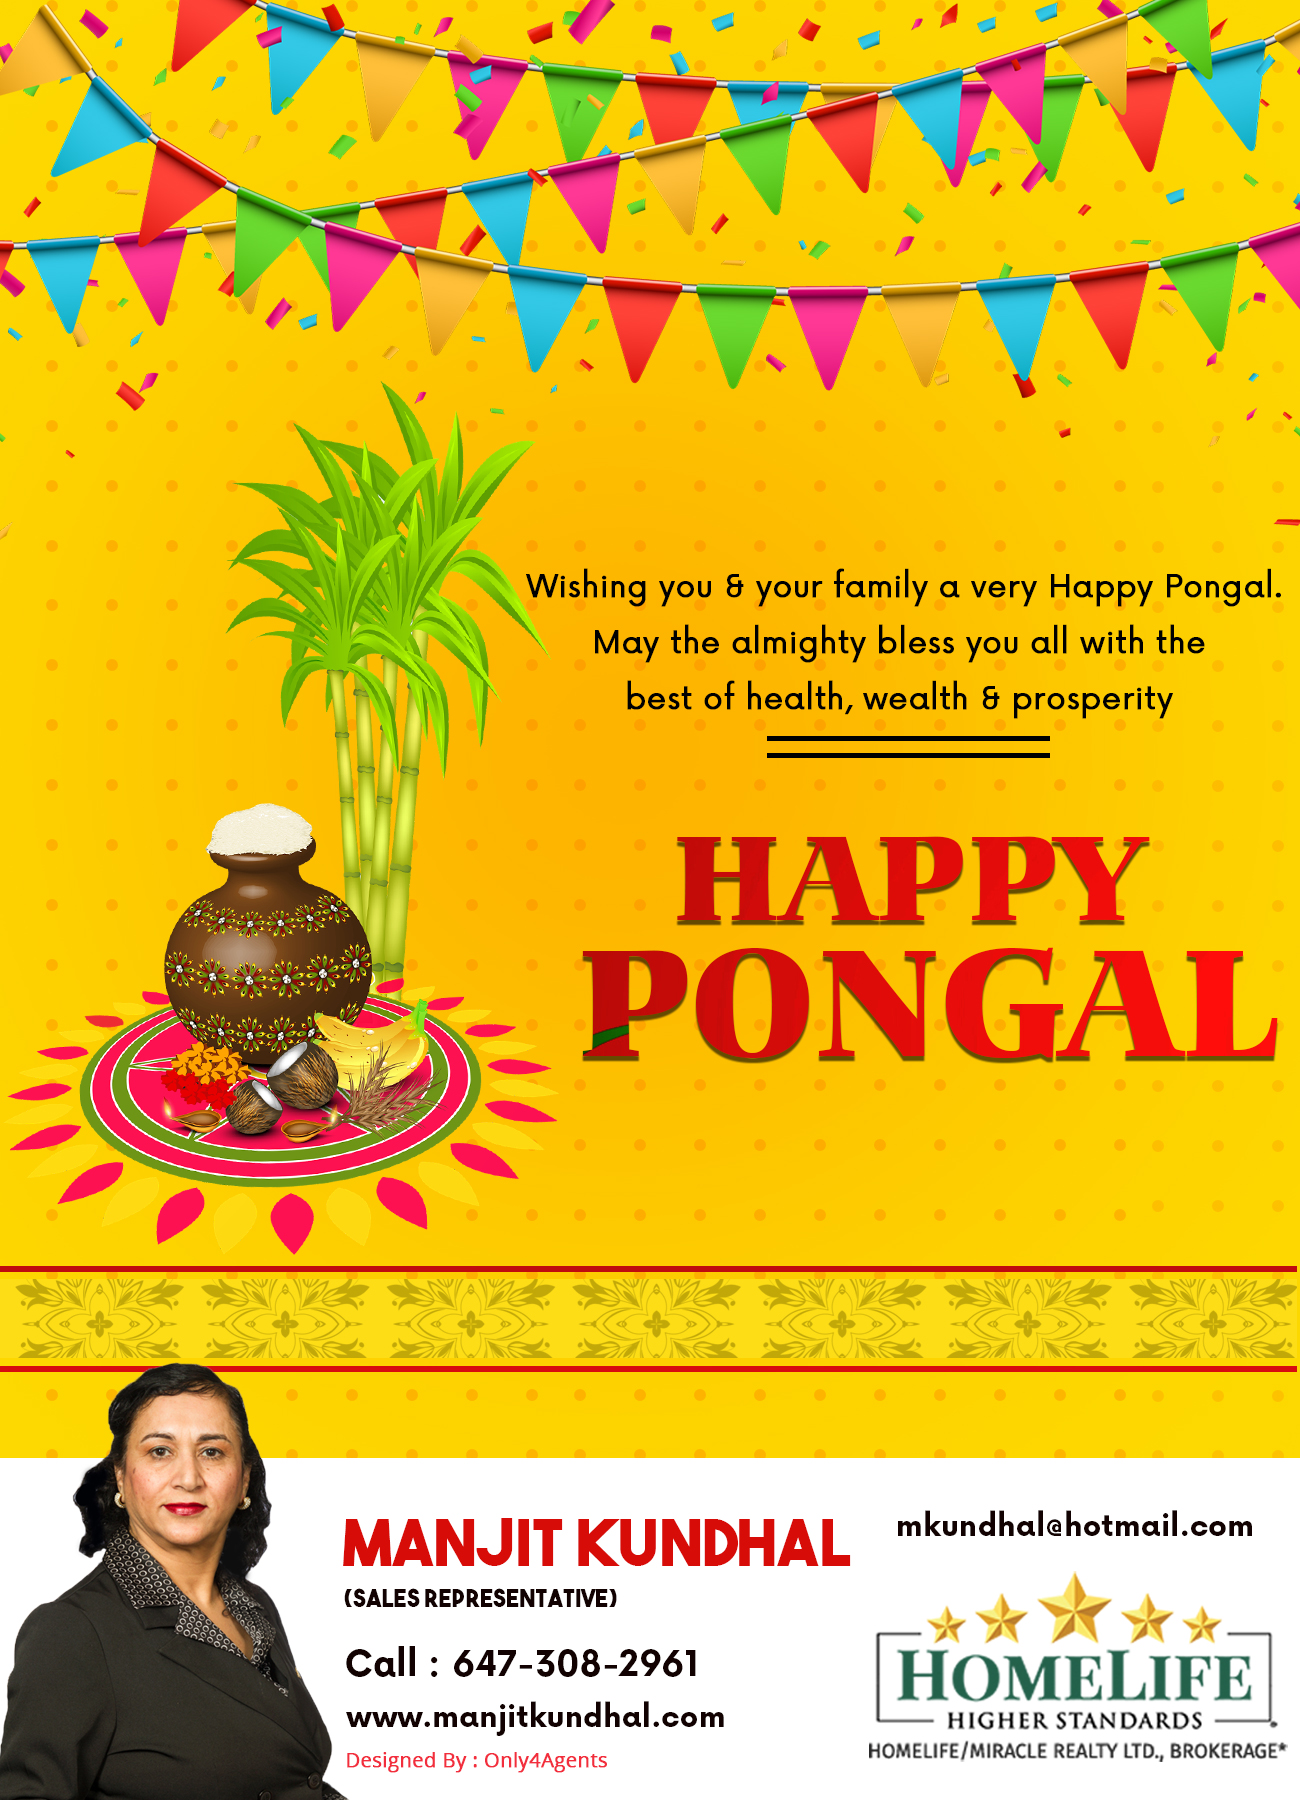 Wishing you & your family a very Happy Pongal.
May the almighty bless you all with the
best of health, wealth & prosperity
HAPPY
PONGAL
MANJIT KUNDHAL
(SALES REPRESENTATIVE)
Call : 647-308-2961
www.manjitkundhal.com
Designed By : Only4Agents
mkundhal@hotmail.com
HOMELIFE
HIGHER STANDARDS
HOMELIFE/MIRACLE REALTY LTD., BROKERAGE*